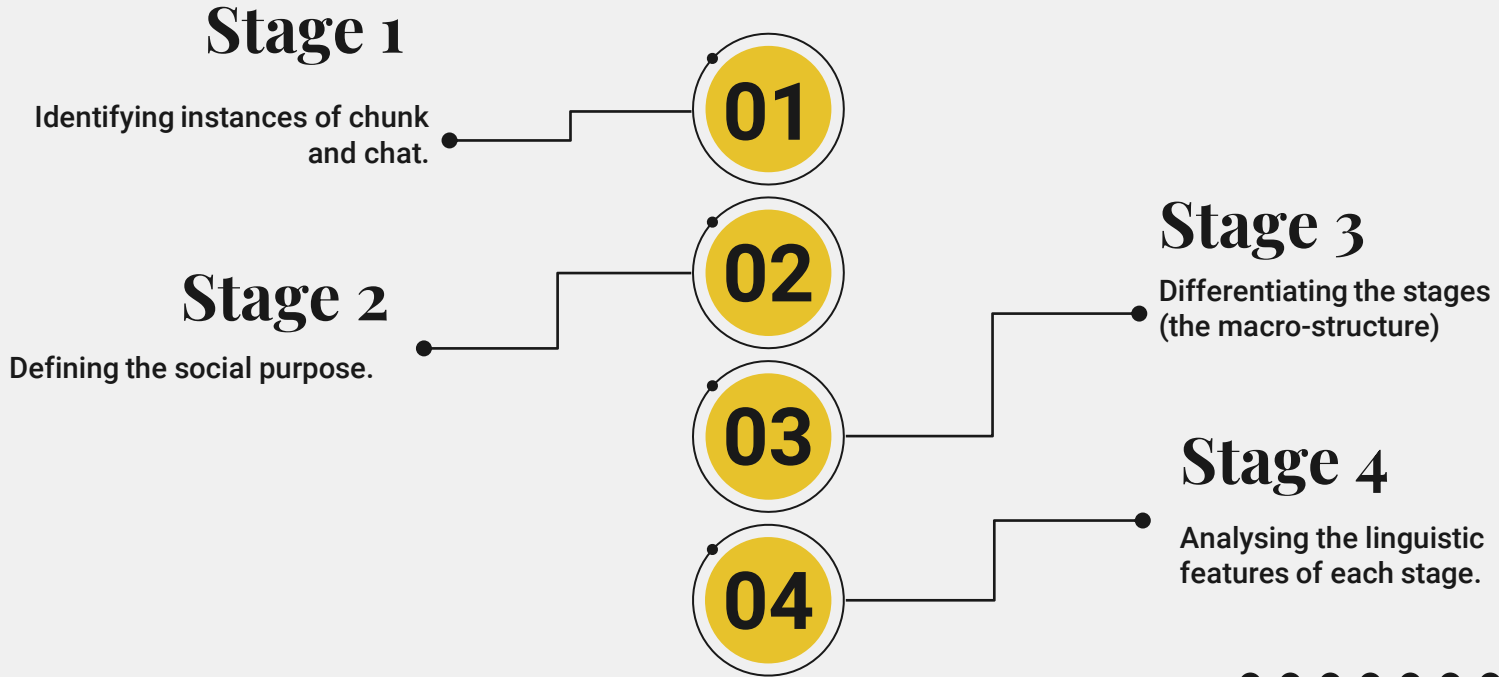 Stage 1
Identifying instances of chunk
and chat.
01
Stage 2
Defining the social purpose.
02
Stage 3
Differentiating the stages
(the macro-structure)
03
Stage 4
Analysing the linguistic
features of each stage.
04